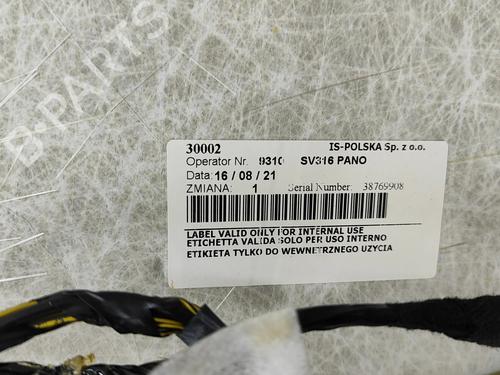 B-PARTS
30002
IS-POLSKA Sp. z o.o.
Operator Nr. 9310 SV316 PANO
Data: 16 / 08 / 21
ZMIANA: 1 Serial Number: 38769908
LABEL VALID ONLY FOR INTERNAL USE
ETICHETTA VALIDA SOLO PER USO INTERNO
ETIKIETA TYLKO DO WEWNETRZNEGO UZYCIA